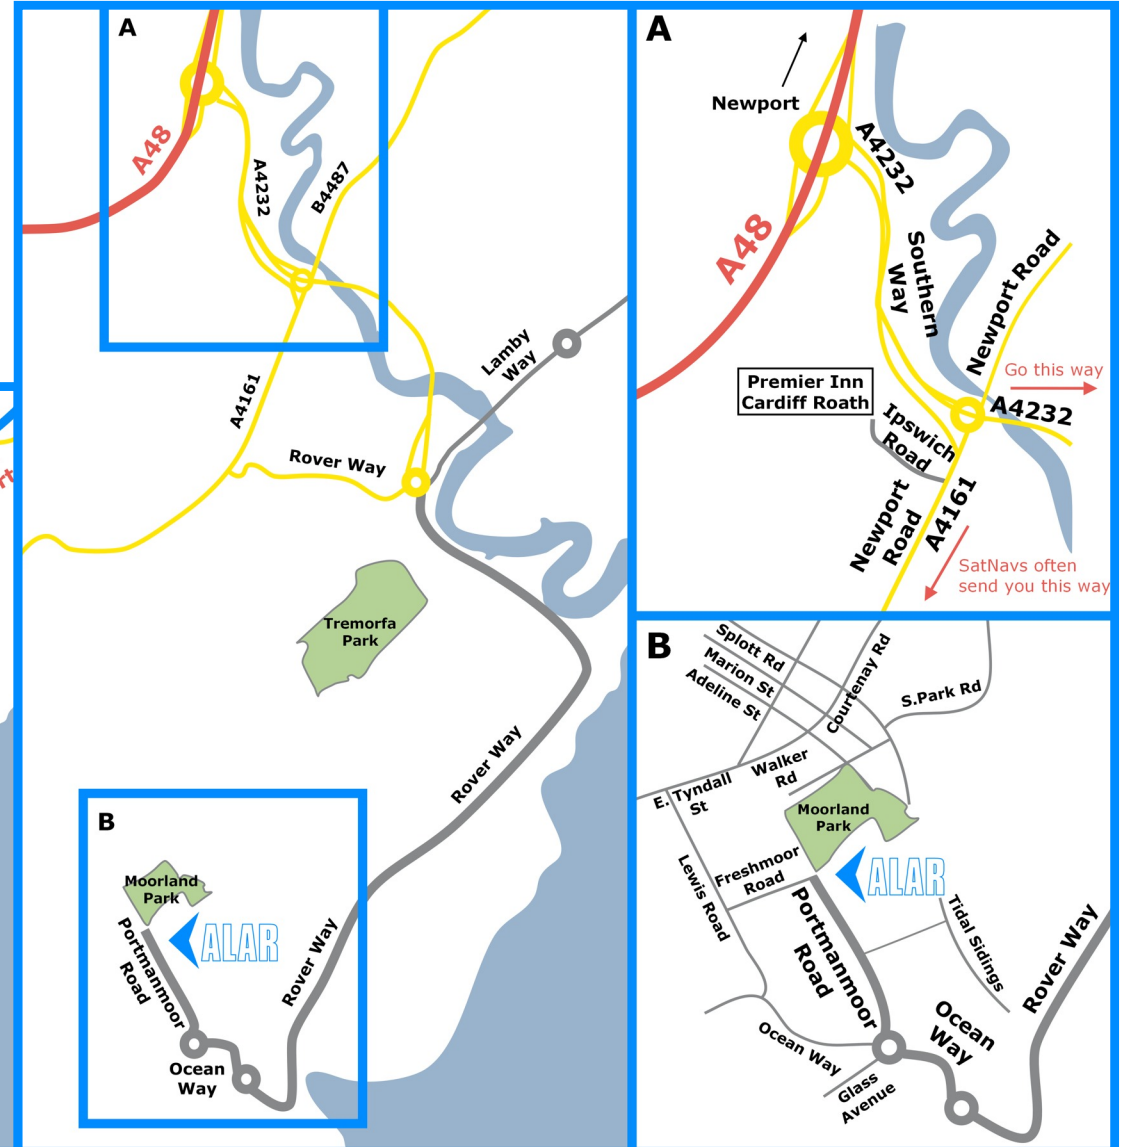 A
A48
A4232
B4487
Lamby
Way
A4161
Rover Way
Tremorfa
Park
Rover Way
B
Moorland
Park
ALAR
Portmanmoor
Road
Rover Way
Ocean
Way
A
Newport
A4232
A48
Southern
Way
Newport Road
Go this way
Premier Inn
Cardiff Roath
A4232
Ipswich
Road
Newport
Road
A4161
SatNavs often
send you this way
B
Splott Rd
Marion St
Adeline St
Courtenay Rd
S.Park Rd
Walker
Rd
E. Tyndall
St
Moorland
Park
Freshmoor
Road
ALAR
Lewis Road
Portmanmoor
Road
Tidal Sidings
Rover Way
Ocean
Way
Ocean Way
Glass
Avenue